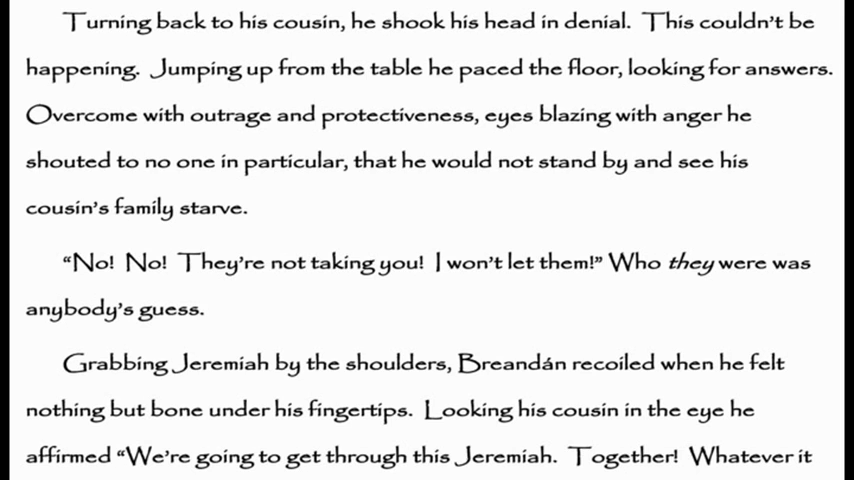 Turning back to his cousin, he shook his head in denial.  This couldn't be
happening.  Jumping up from the table he paced the floor, looking for answers.
Overcome with outrage and protectiveness, eyes blazing with anger he
shouted to no one in particular, that he would not stand by and see his
cousin's family starve.
"No!  No!  They're not taking you!  I won't let them!" Who they were was
anybody's guess.
Grabbing Jeremiah by the shoulders, Breandán recoiled when he felt
nothing but bone under his fingertips.  Looking his cousin in the eye he
affirmed "We're going to get through this Jeremiah.  Together!  Whatever it